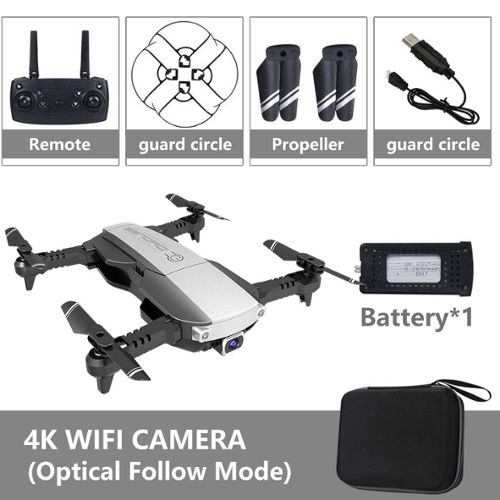 Remote
guard circle
Propeller
guard circle
Battery*1
4K WIFI CAMERA
(Optical Follow Mode)